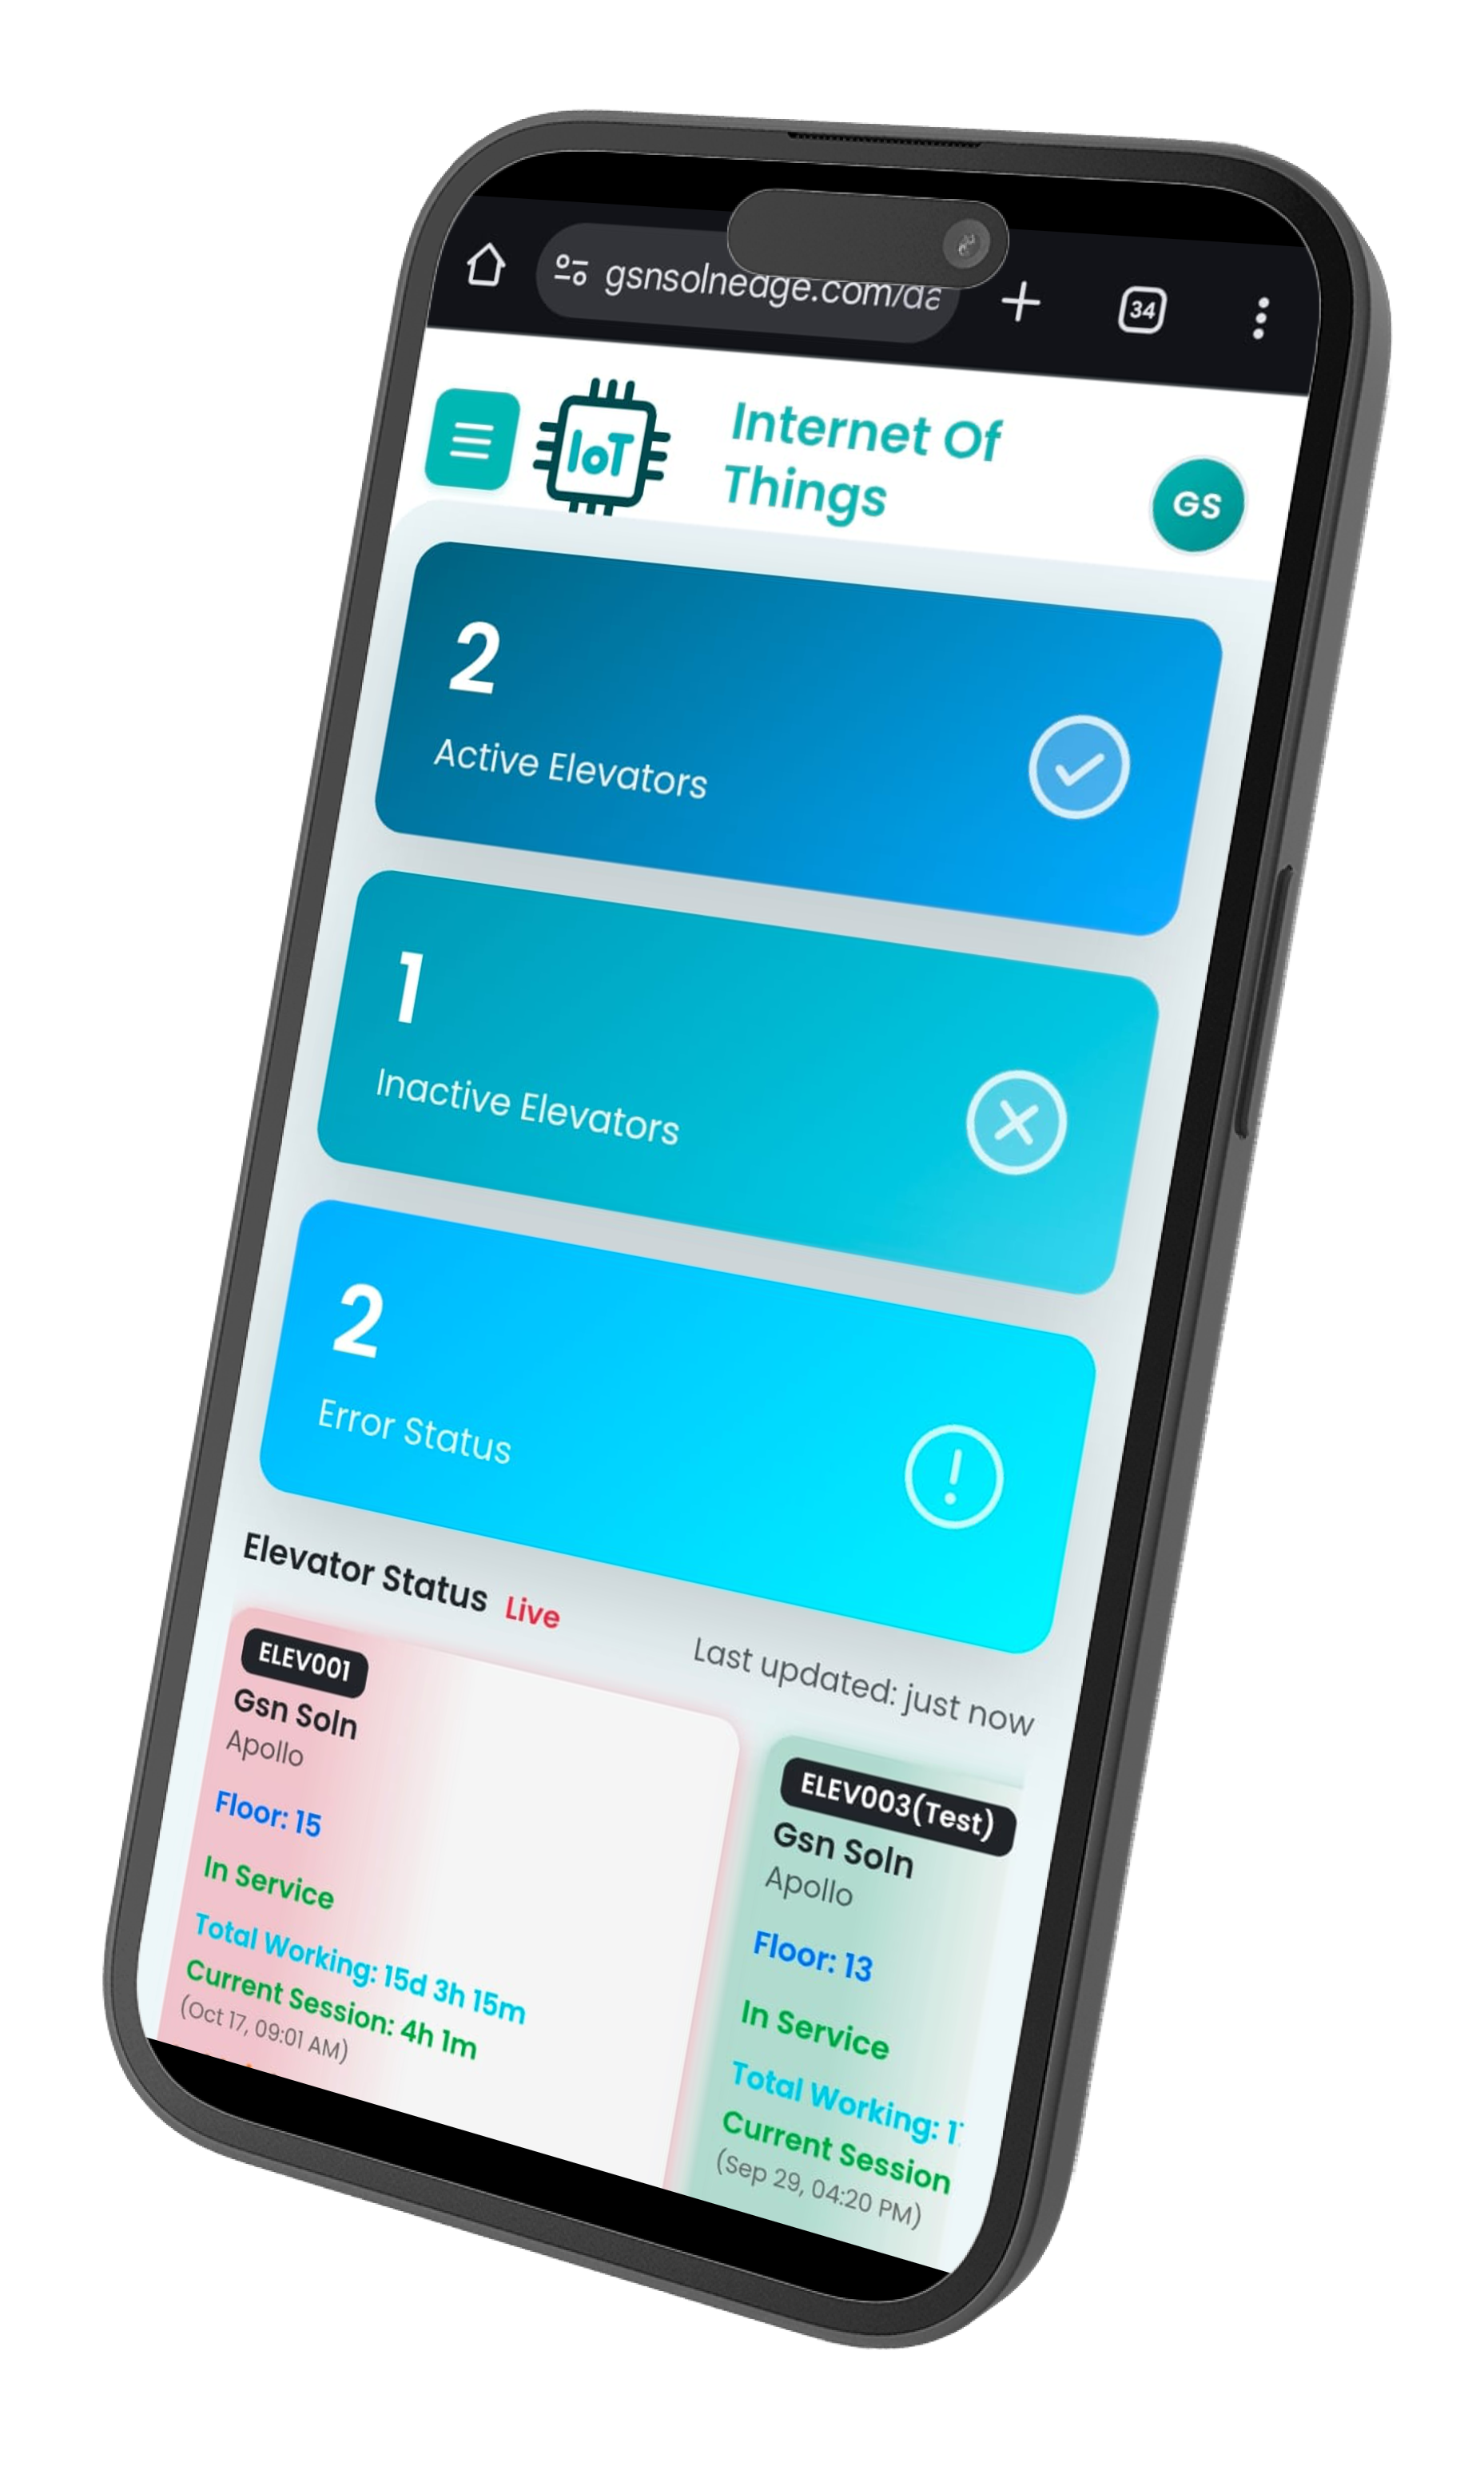 gsnsolnedge.com/da
34
IoT
Internet Of
Things
GS
2
Active Elevators
1
Inactive Elevators
2
Error Status
Elevator Status Live
Last updated: just now
ELEV001
Gsn Soln
Apollo
Floor: 15
In Service
Total Working: 15d 3h 15m
Current Session: 4h 1m
(Oct 17, 09:01 AM)
ELEV003(Test)
Gsn Soln
Apollo
Floor: 13
In Service
Total Working:
Current Session
(Sep 29, 04:20 PM)